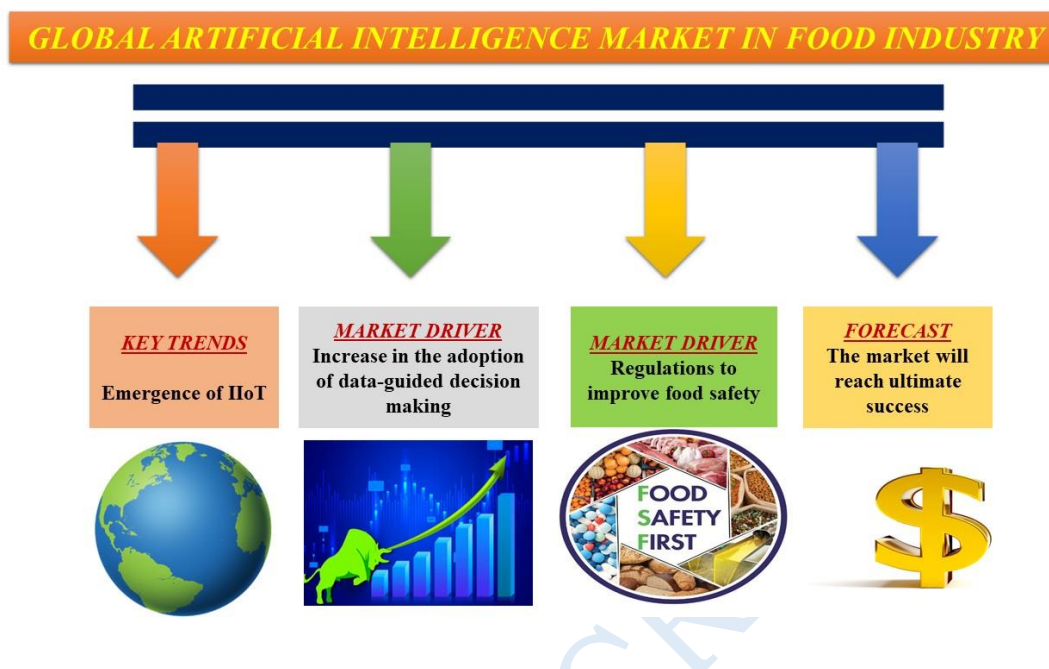 GLOBAL ARTIFICIAL INTELLIGENCE MARKET IN FOOD INDUSTRY
KEY TRENDS
Emergence of IIoT
MARKET DRIVER
Increase in the adoption
of data-guided decision
making
MARKET DRIVER
Regulations to
improve food safety
FORECAST
The market will
reach ultimate
success
FOOD
SAFETY
FIRST